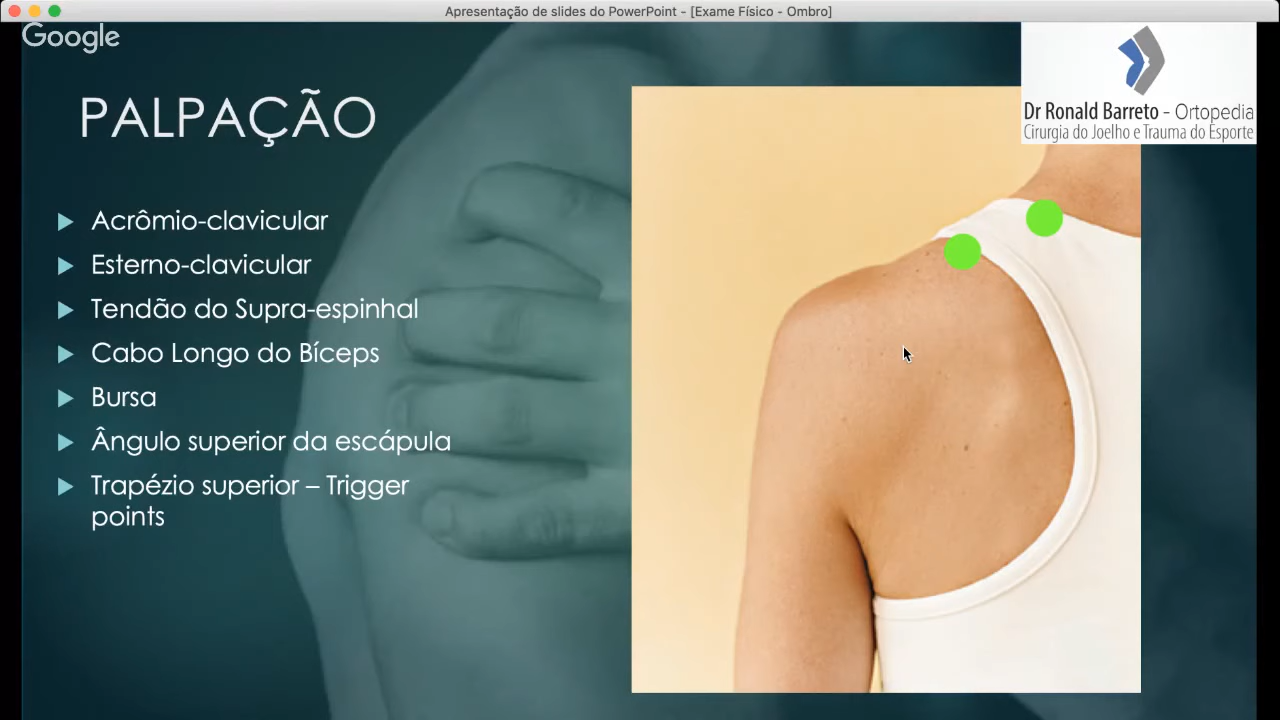 Apresentação de slides do PowerPoint - [Exame Físico - Ombro]
Google
Dr Ronald Barreto - Ortopedia
Cirurgia do Joelho e Trauma do Esporte
PALPAÇÃO
Acrômio-clavicular
Esterno-clavicular
Tendão do Supra-espinhal
Cabo Longo do Bíceps
Bursa
Ângulo superior da escápula
Trapézio superior – Trigger
points